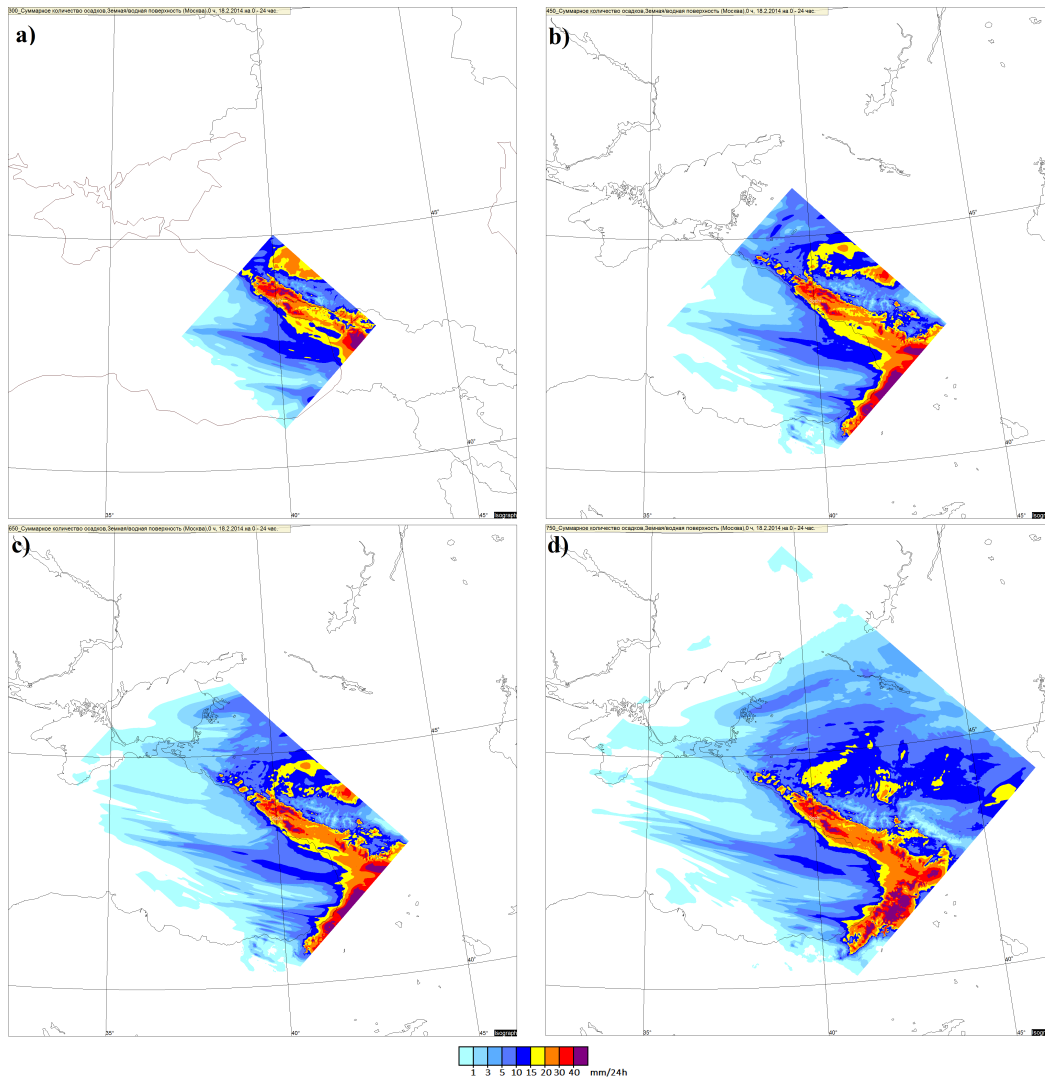 300_Суммарное количество осадков,Земная/водная поверхность (Москва),0 ч, 18.2.2014 на 0 - 24 час.
a)
45°
40°
35°
40°
45°
Isograph
450_Суммарное количество осадков,Земная/водная поверхность (Москва),0 ч, 18.2.2014 на 0 - 24 час.
b)
45°
40°
35°
40°
45°
Isogr
650_Суммарное количество осадков,Земная/водная поверхность (Москва),0 ч, 18.2.2014 на 0 - 24 час.
c)
45°
40°
35°
40°
45°
Isograph
750_Суммарное количество осадков,Земная/водная поверхность (Москва),0 ч, 18.2.2014 на 0 - 24 час.
d)
45°
40°
35°
40°
45°
Isogr
1 3 5 10 15 20 30 40 mm/24h